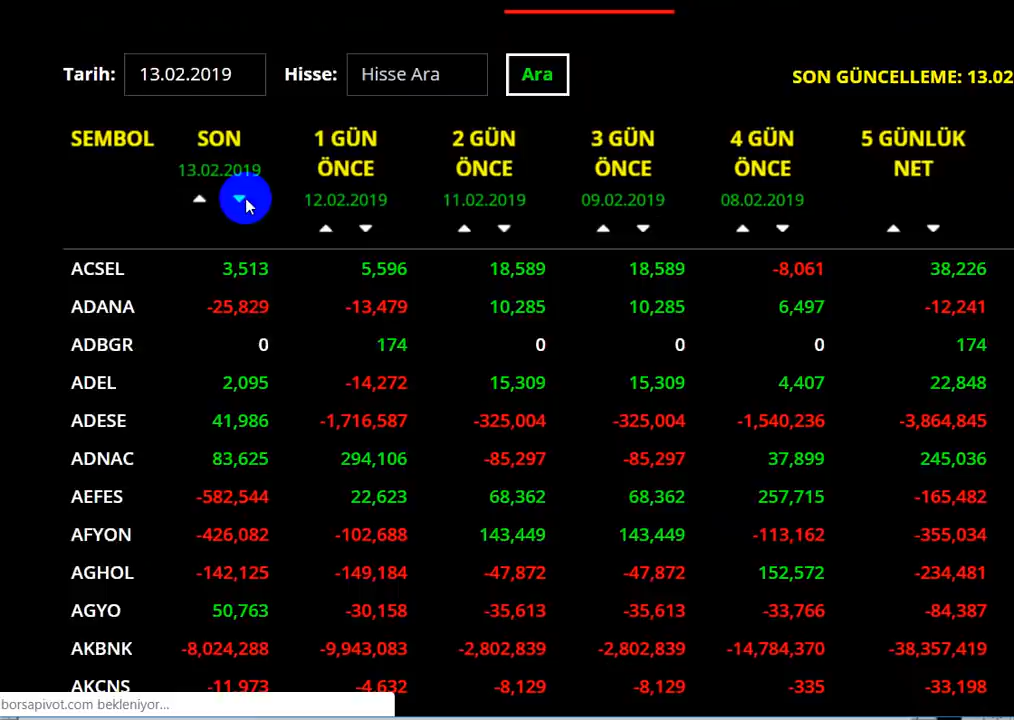 Tarih: 13.02.2019 Hisse: Hisse Ara Ara SON GÜNCELLEME: 13.02
SEMBOL SON 1 GÜN 2 GÜN 3 GÜN 4 GÜN 5 GÜNLÜK
ÖNCE ÖNCE ÖNCE ÖNCE NET
13.02.2019 12.02.2019 11.02.2019 09.02.2019 08.02.2019
ACSEL 3,513 5,596 18,589 18,589 -8,061 38,226
ADANA -25,829 -13,479 10,285 10,285 6,497 -12,241
ADBGR 0 174 0 0 0 174
ADEL 2,095 -14,272 15,309 15,309 4,407 22,848
ADESE 41,986 -1,716,587 -325,004 -325,004 -1,540,236 -3,864,845
ADNAC 83,625 294,106 -85,297 -85,297 37,899 245,036
AEFES -582,544 22,623 68,362 68,362 257,715 -165,482
AFYON -426,082 -102,688 143,449 143,449 -113,162 -355,034
AGHOL -142,125 -149,184 -47,872 -47,872 152,572 -234,481
AGYO 50,763 -30,158 -35,613 -35,613 -33,766 -84,387
AKBNK -8,024,288 -9,943,083 -2,802,839 -2,802,839 -14,784,370 -38,357,419
AKCNS -11,973 -4,632 -8,129 -8,129 -335 -33,198
borsapivot.com bekleniyor...